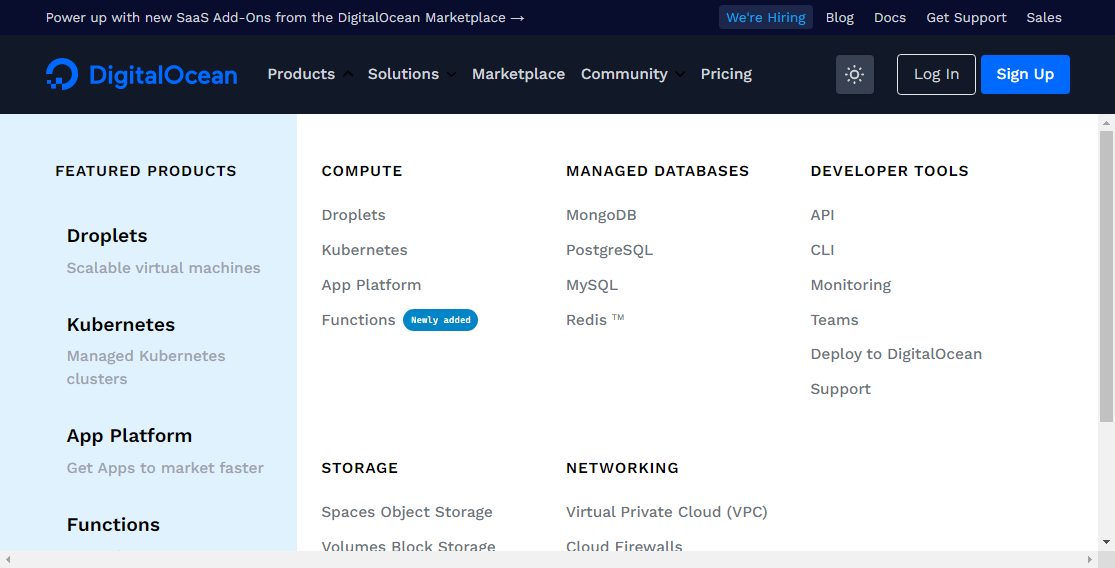 Power up with new SaaS Add-Ons from the DigitalOcean Marketplace →
We're Hiring Blog Docs Get Support Sales
DigitalOcean Products Solutions Marketplace Community Pricing Log In Sign Up
FEATURED PRODUCTS
Droplets
Scalable virtual machines
Kubernetes
Managed Kubernetes
clusters
App Platform
Get Apps to market faster
Functions
COMPUTE
Droplets
Kubernetes
App Platform
Functions Newly added
MANAGED DATABASES
MongoDB
PostgreSQL
MySQL
Redis ™
DEVELOPER TOOLS
API
CLI
Monitoring
Teams
Deploy to DigitalOcean
Support
STORAGE
Spaces Object Storage
Volumes Block Storage
NETWORKING
Virtual Private Cloud (VPC)
Cloud Firewalls